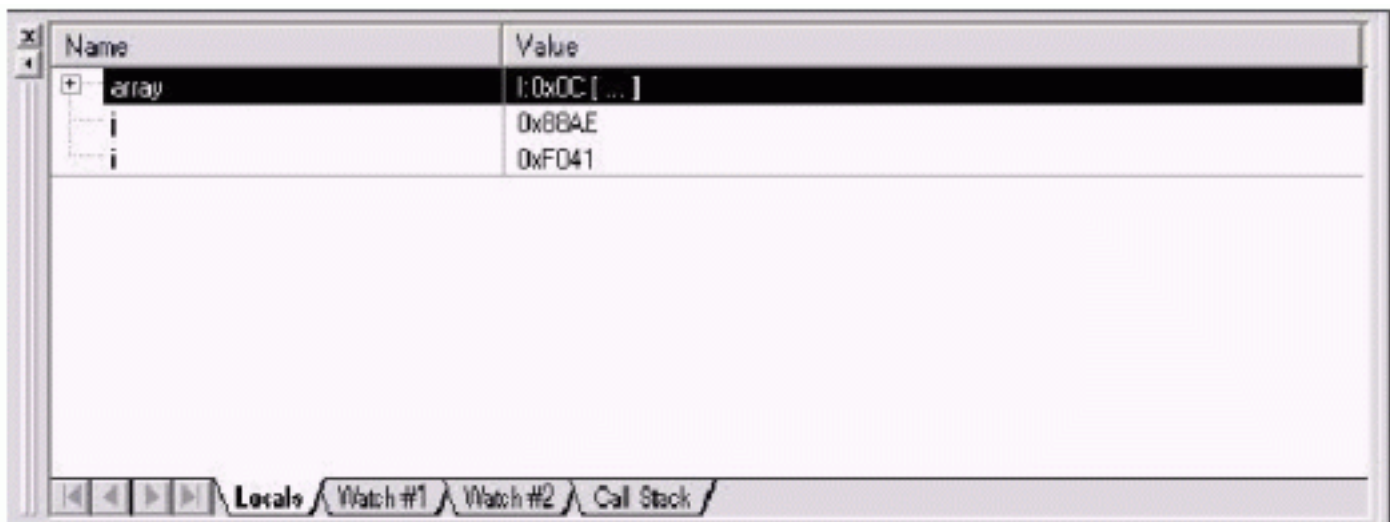 Name Value
array I:0x0C [ ... ]
j 0x88AE
i 0xF041
Locals Watch #1 Watch #2 Call Stack